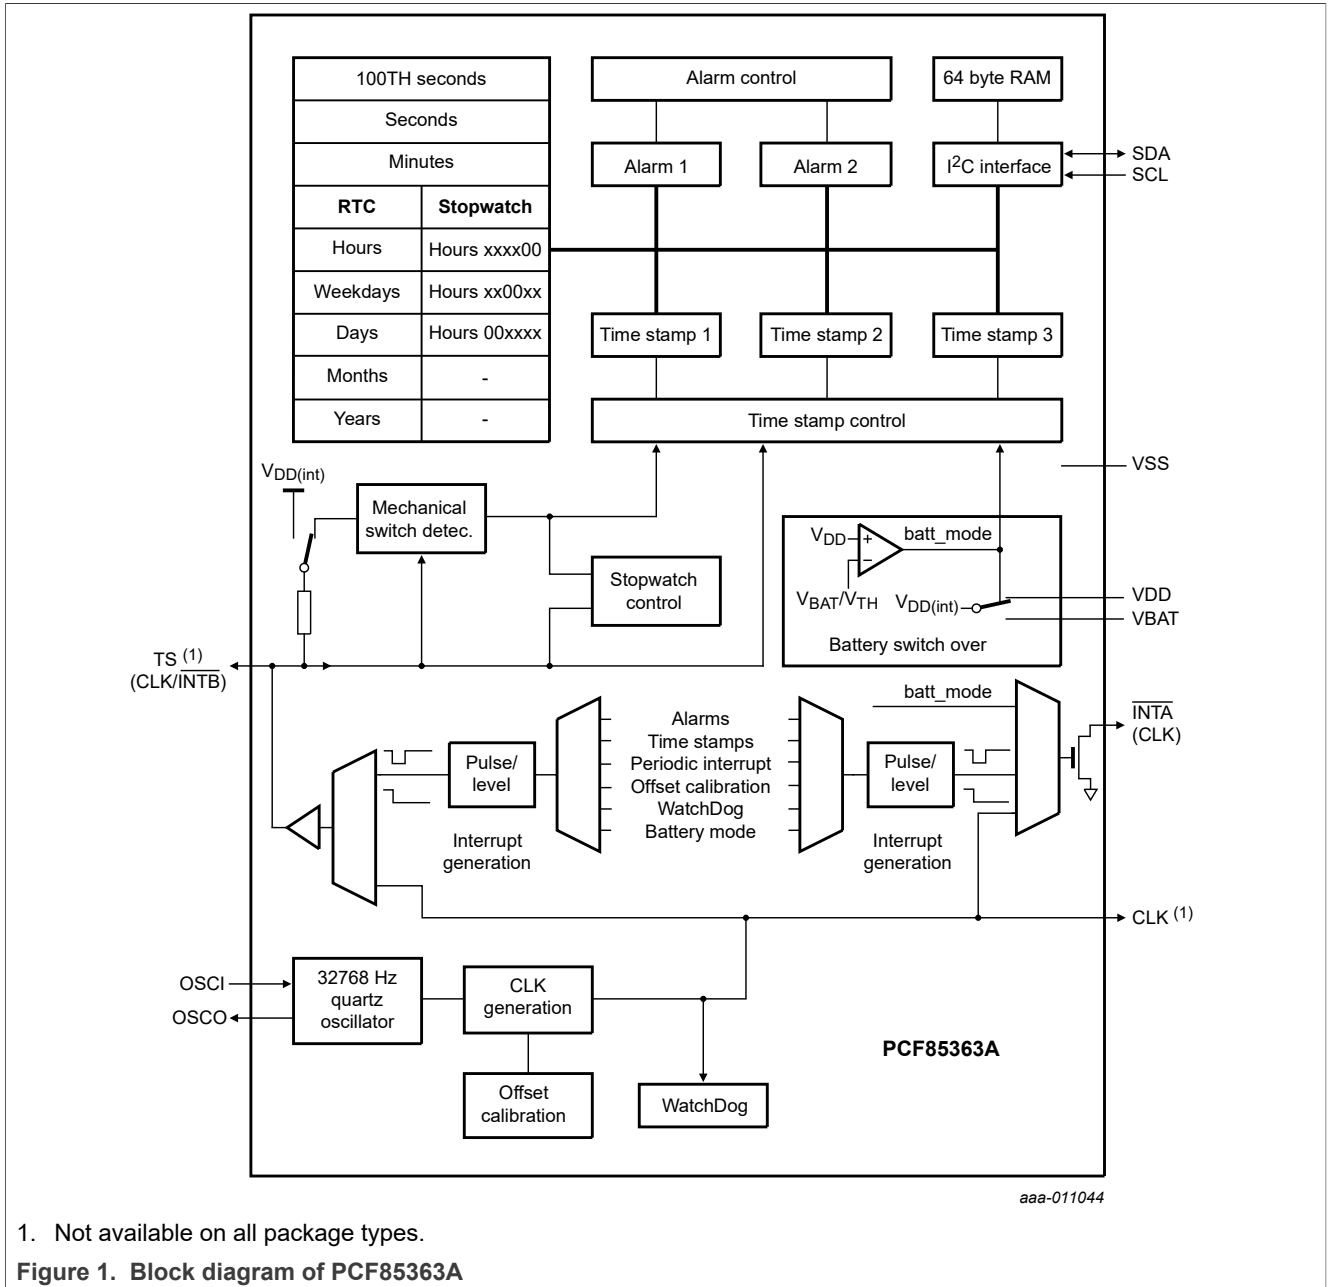 100TH seconds
Seconds
Minutes
RTC
Stopwatch
Hours
Hours xxxx00
Weekdays
Hours xx00xx
Days
Hours 00xxxx
Months
-
Years
-
Alarm control
64 byte RAM
Alarm 1
Alarm 2
I2C interface
SDA
SCL
Time stamp 1
Time stamp 2
Time stamp 3
Time stamp control
VSS
VDD(int)
Mechanical
switch detec.
Stopwatch
control
VDD
+
−
batt_mode
VBAT/VTH
VDD(int)
Battery switch over
VDD
VBAT
TS (1)
(CLK/INTB)
Alarms
Time stamps
Periodic interrupt
Offset calibration
WatchDog
Battery mode
Pulse/
level
Interrupt
generation
Pulse/
level
Interrupt
generation
batt_mode
INTA
(CLK)
CLK (1)
OSCI
OSCO
32768 Hz
quartz
oscillator
CLK
generation
Offset
calibration
WatchDog
PCF85363A
aaa-011044
1. Not available on all package types.
Figure 1. Block diagram of PCF85363A